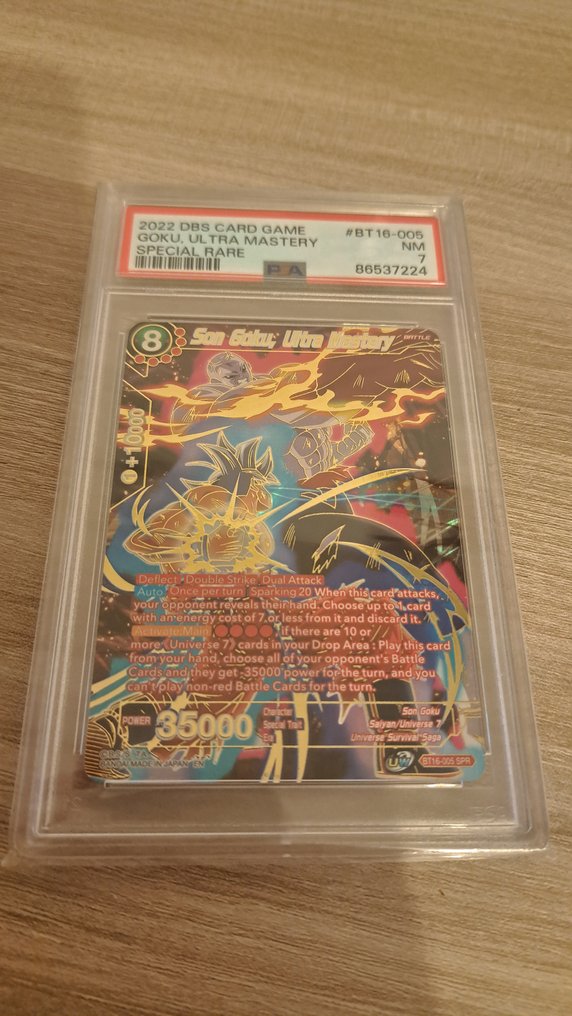 2022 DBS CARD GAME #BT16-005
GOKU, ULTRA MASTERY NM
SPECIAL RARE 7
PSA 86537224
8 Son Goku, Ultra Mastery BATTLE
+10000
Deflect Double Strike Dual Attack
Auto Once per turn Sparking 20 When this card attacks,
your opponent reveals their hand. Choose up to 1 card
with an energy cost of 7 or less from it and discard it.
Activate:Main if there are 10 or
more 《Universe 7》 cards in your Drop Area : Play this card
from your hand, choose all of your opponent's Battle
Cards and they get -35000 power for the turn, and you
can't play non-red Battle Cards for the turn.
POWER 35000
Character Son Goku
Special Trait Saiyan/Universe 7
Era Universe Survival Saga
BANDAI MADE IN JAPAN EN
UW BT16-005 SPR